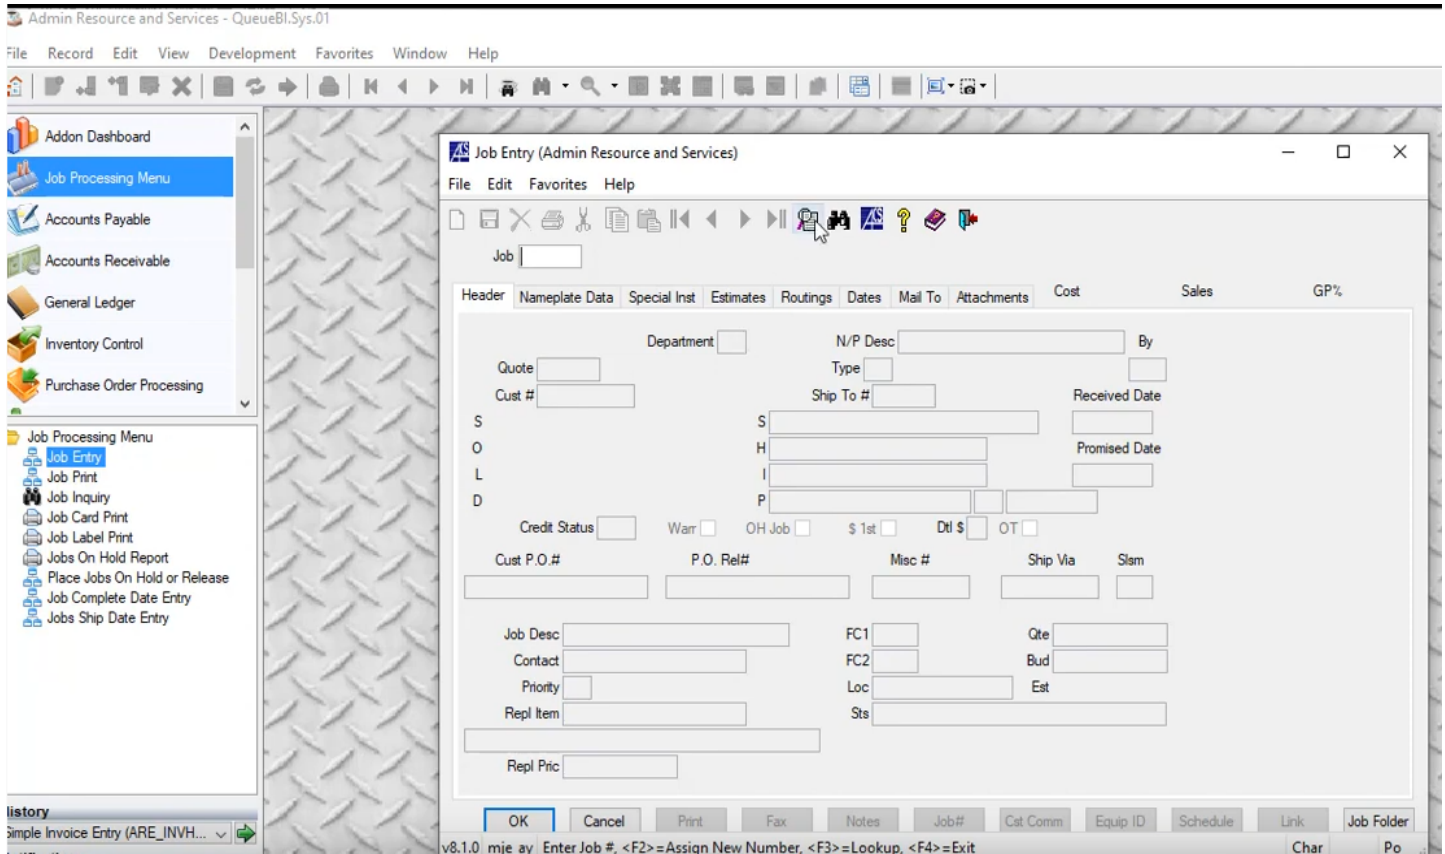 Admin Resource and Services - QueueBI.Sys.01
File Record Edit View Development Favorites Window Help
Addon Dashboard
Job Processing Menu
Accounts Payable
Accounts Receivable
General Ledger
Inventory Control
Purchase Order Processing
Job Processing Menu
Job Entry
Job Print
Job Inquiry
Job Card Print
Job Label Print
Jobs On Hold Report
Place Jobs On Hold or Release
Job Complete Date Entry
Jobs Ship Date Entry
History
Simple Invoice Entry (ARE_INVH...
Job Entry (Admin Resource and Services)
File Edit Favorites Help
Job
Header Nameplate Data Special Inst Estimates Routings Dates Mail To Attachments Cost Sales GP%
Department N/P Desc By
Quote Type
Cust # Ship To # Received Date
S S
O H Promised Date
L I
D P
Credit Status Warr OH Job $ 1st Dtl $ OT
Cust P.O.# P.O. Rel# Misc # Ship Via Slsm
Job Desc FC1 Qte
Contact FC2 Bud
Priority Loc Est
Repl Item Sts
Repl Pric
OK Cancel Print Fax Notes Job# Cst Comm Equip ID Schedule Link Job Folder
v8.1.0 mje ay Enter Job #, <F2>=Assign New Number, <F3>=Lookup, <F4>=Exit Char Po